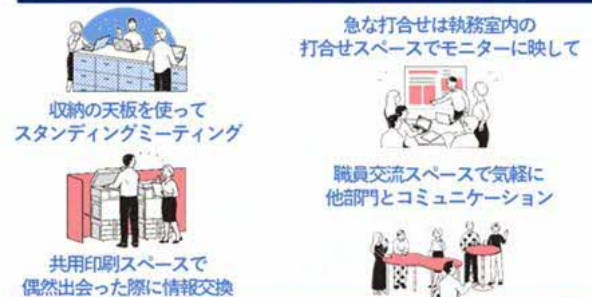 収納の天板を使って
スタンディングミーティング
共用印刷スペースで
偶然出会った際に情報交換
急な打合せは執務室内の
打合せスペースでモニターに映して
職員交流スペースで気軽に
他部門とコミュニケーション